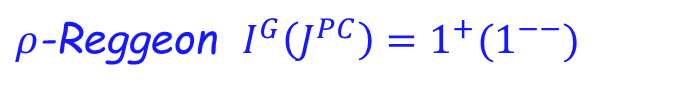 ρ-Reggeon I^G(J^{PC}) = 1^+(1^{--})